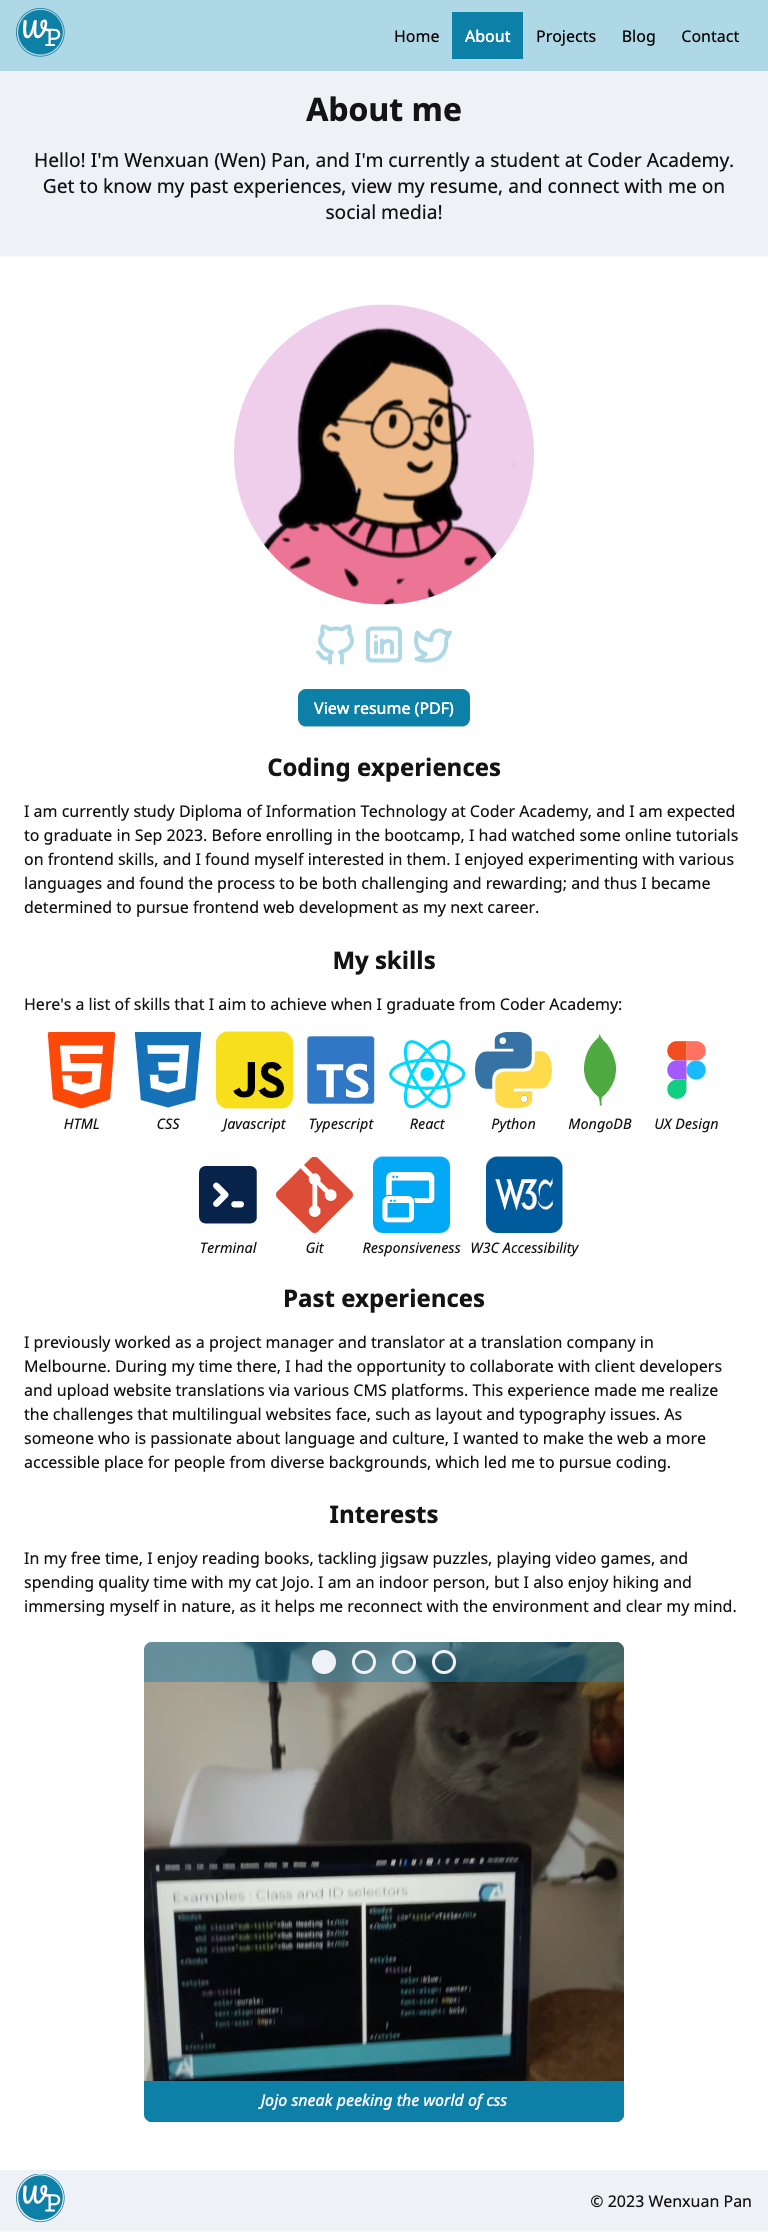 WP
Home
About
Projects
Blog
Contact
About me
Hello! I'm Wenxuan (Wen) Pan, and I'm currently a student at Coder Academy.
Get to know my past experiences, view my resume, and connect with me on
social media!
in
View resume (PDF)
Coding experiences
I am currently study Diploma of Information Technology at Coder Academy, and I am expected
to graduate in Sep 2023. Before enrolling in the bootcamp, I had watched some online tutorials
on frontend skills, and I found myself interested in them. I enjoyed experimenting with various
languages and found the process to be both challenging and rewarding; and thus I became
determined to pursue frontend web development as my next career.
My skills
Here's a list of skills that I aim to achieve when I graduate from Coder Academy:
5
3
JS
TS
HTML
CSS
Javascript
Typescript
React
Python
MongoDB
UX Design
W3C
Terminal
Git
Responsiveness
W3C Accessibility
Past experiences
I previously worked as a project manager and translator at a translation company in
Melbourne. During my time there, I had the opportunity to collaborate with client developers
and upload website translations via various CMS platforms. This experience made me realize
the challenges that multilingual websites face, such as layout and typography issues. As
someone who is passionate about language and culture, I wanted to make the web a more
accessible place for people from diverse backgrounds, which led me to pursue coding.
Interests
In my free time, I enjoy reading books, tackling jigsaw puzzles, playing video games, and
spending quality time with my cat Jojo. I am an indoor person, but I also enjoy hiking and
immersing myself in nature, as it helps me reconnect with the environment and clear my mind.
Examples : Class and ID selectors
Jojo sneak peeking the world of css
WP
© 2023 Wenxuan Pan